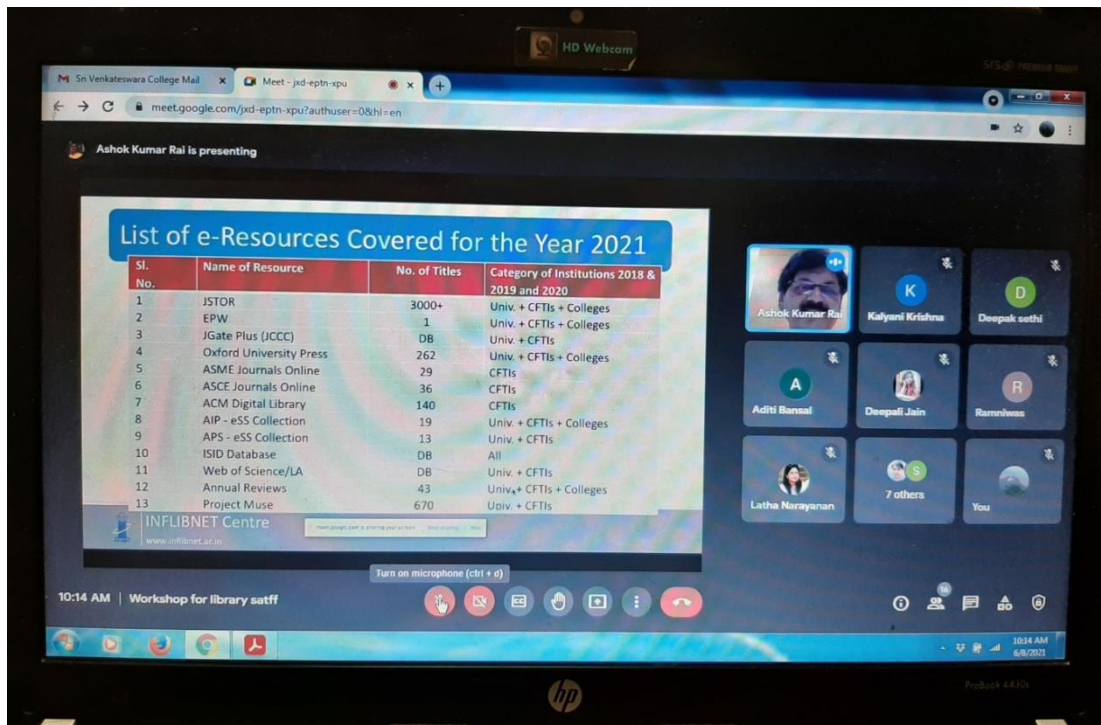 HD Webcam
Sri Venkateswara College Mail
Meet - jxd-eptn-xpu
meet.google.com/jxd-eptn-xpu?authuser=0&hl=en
Ashok Kumar Rai is presenting
List of e-Resources Covered for the Year 2021
Sl. No. Name of Resource No. of Titles Category of Institutions 2018 & 2019 and 2020
1 JSTOR 3000+ Univ. + CFTIs + Colleges
2 EPW 1 Univ. + CFTIs + Colleges
3 JGate Plus (JCCC) DB Univ. + CFTIs
4 Oxford University Press 262 Univ. + CFTIs + Colleges
5 ASME Journals Online 29 CFTIs
6 ASCE Journals Online 36 CFTIs
7 ACM Digital Library 140 CFTIs
8 AIP - eSS Collection 19 Univ. + CFTIs + Colleges
9 APS - eSS Collection 13 Univ. + CFTIs
10 ISID Database DB All
11 Web of Science/LA DB Univ. + CFTIs
12 Annual Reviews 43 Univ. + CFTIs + Colleges
13 Project Muse 670 Univ. + CFTIs
INFLIBNET Centre
www.inflibnet.ac.in
Ashok Kumar Rai
K
Kalyani Krishna
D
Deepak sethi
A
Aditi Bansal
Deepali Jain
R
Ramniwas
Latha Narayanan
S
7 others
You
Turn on microphone (ctrl + d)
10:14 AM | Workshop for library satff
CC
16
10:14 AM
6/8/2021
hp
ProBook 4430s